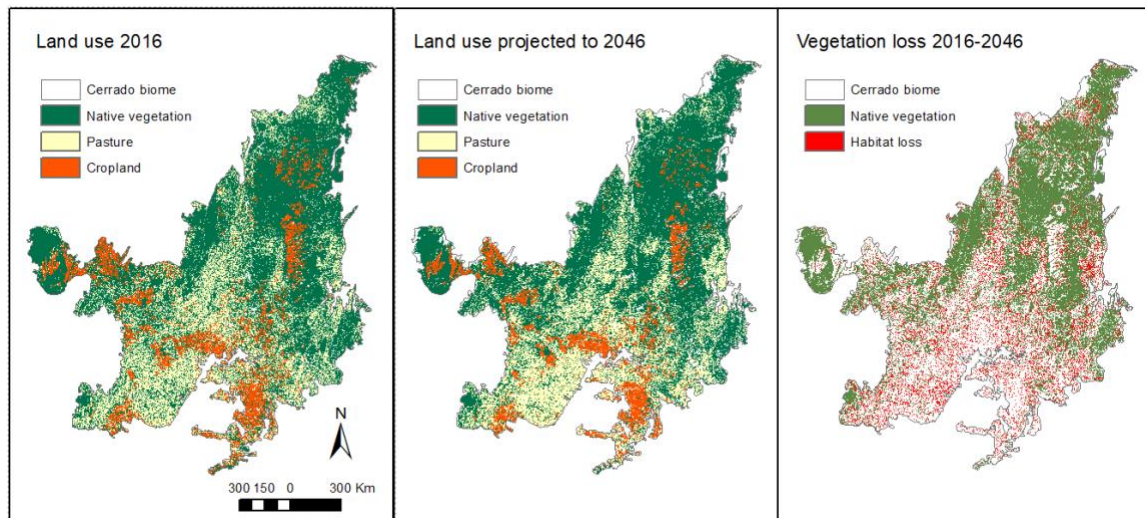 Land use 2016
Cerrado biome
Native vegetation
Pasture
Cropland
N
300 150 0 300 Km
Land use projected to 2046
Cerrado biome
Native vegetation
Pasture
Cropland
Vegetation loss 2016-2046
Cerrado biome
Native vegetation
Habitat loss